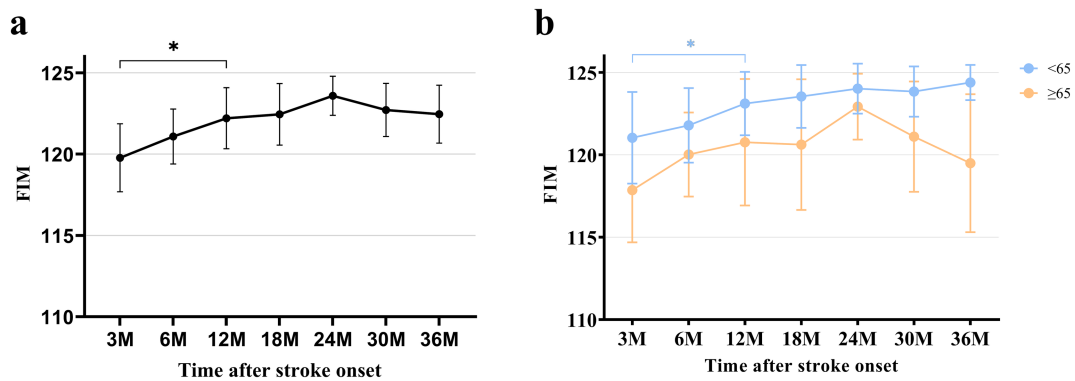 a
*
125
120
115
110
FIM
3M 6M 12M 18M 24M 30M 36M
Time after stroke onset
b
*
125
120
115
110
FIM
3M 6M 12M 18M 24M 30M 36M
Time after stroke onset
<65
≥65